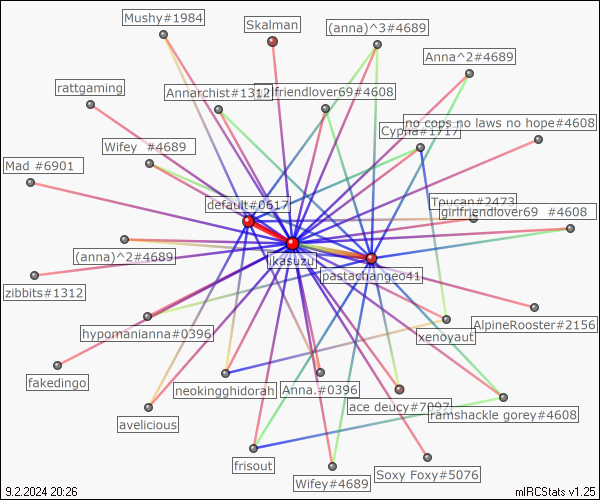 Mushy#1984
Skalman
(anna)^3#4689
Anna^2#4689
rattgaming
Annarchist#1312
girlfriendlover69#4608
no cops no laws no hope#4608
Cypha#1717
Wifey #4689
Mad #6901
default#0617
Toucan#2473
girlfriendlover69 #4608
(anna)^2#4689
ikasuzu
pastachangeo41
zibbits#1312
AlpineRooster#2156
hypomanianna#0396
xenoyaut
fakedingo
neokingghidorah
Anna.#0396
ace deucy#7097
ramshackle gorey#4608
avelicious
frisout
Soxy Foxy#5076
Wifey#4689
9.2.2024 20:26
mIRCStats v1.25